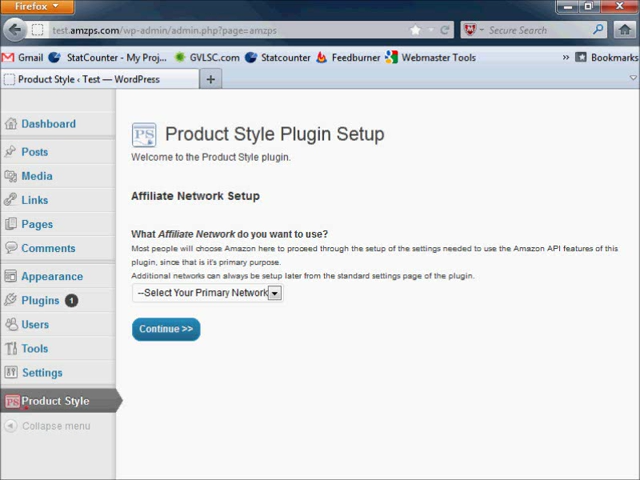 Firefox
test.amzps.com/wp-admin/admin.php?page=amzps
Secure Search
Gmail
StatCounter - My Proj...
GVLSC.com
Statcounter
Feedburner
Webmaster Tools
»
Bookmarks
Product Style ‹ Test — WordPress
+
Dashboard
Posts
Media
Links
Pages
Comments
Appearance
Plugins 1
Users
Tools
Settings
PS Product Style
Collapse menu
PS Product Style Plugin Setup
Welcome to the Product Style plugin.
Affiliate Network Setup
What Affiliate Network do you want to use?
Most people will choose Amazon here to proceed through the setup of the settings needed to use the Amazon API features of this
plugin, since that is it's primary purpose.
Additional networks can always be setup later from the standard settings page of the plugin.
--Select Your Primary Network
Continue >>